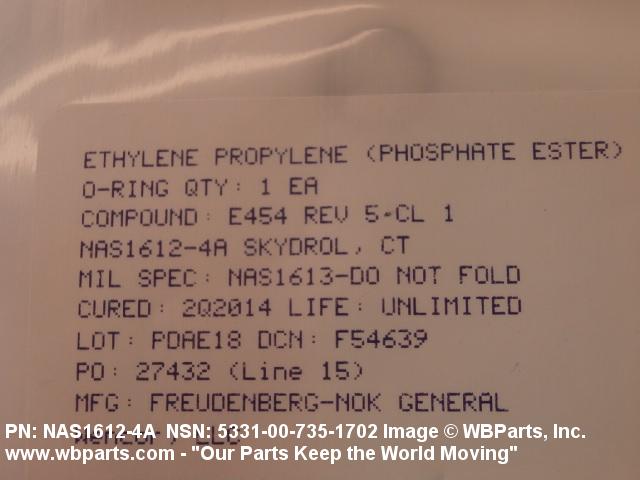 ETHYLENE PROPYLENE (PHOSPHATE ESTER)
O-RING QTY: 1 EA
COMPOUND: E454 REV 5-CL 1
NAS1612-4A SKYDROL, CT
MIL SPEC: NAS1613-DO NOT FOLD
CURED: 2Q2014 LIFE: UNLIMITED
LOT: PDAE18 DCN: F54639
PO: 27432 (Line 15)
MFG: FREUDENBERG-NOK GENERAL
PN: NAS1612-4A NSN: 5331-00-735-1702 Image © WBParts, Inc.
www.wbparts.com - "Our Parts Keep the World Moving"